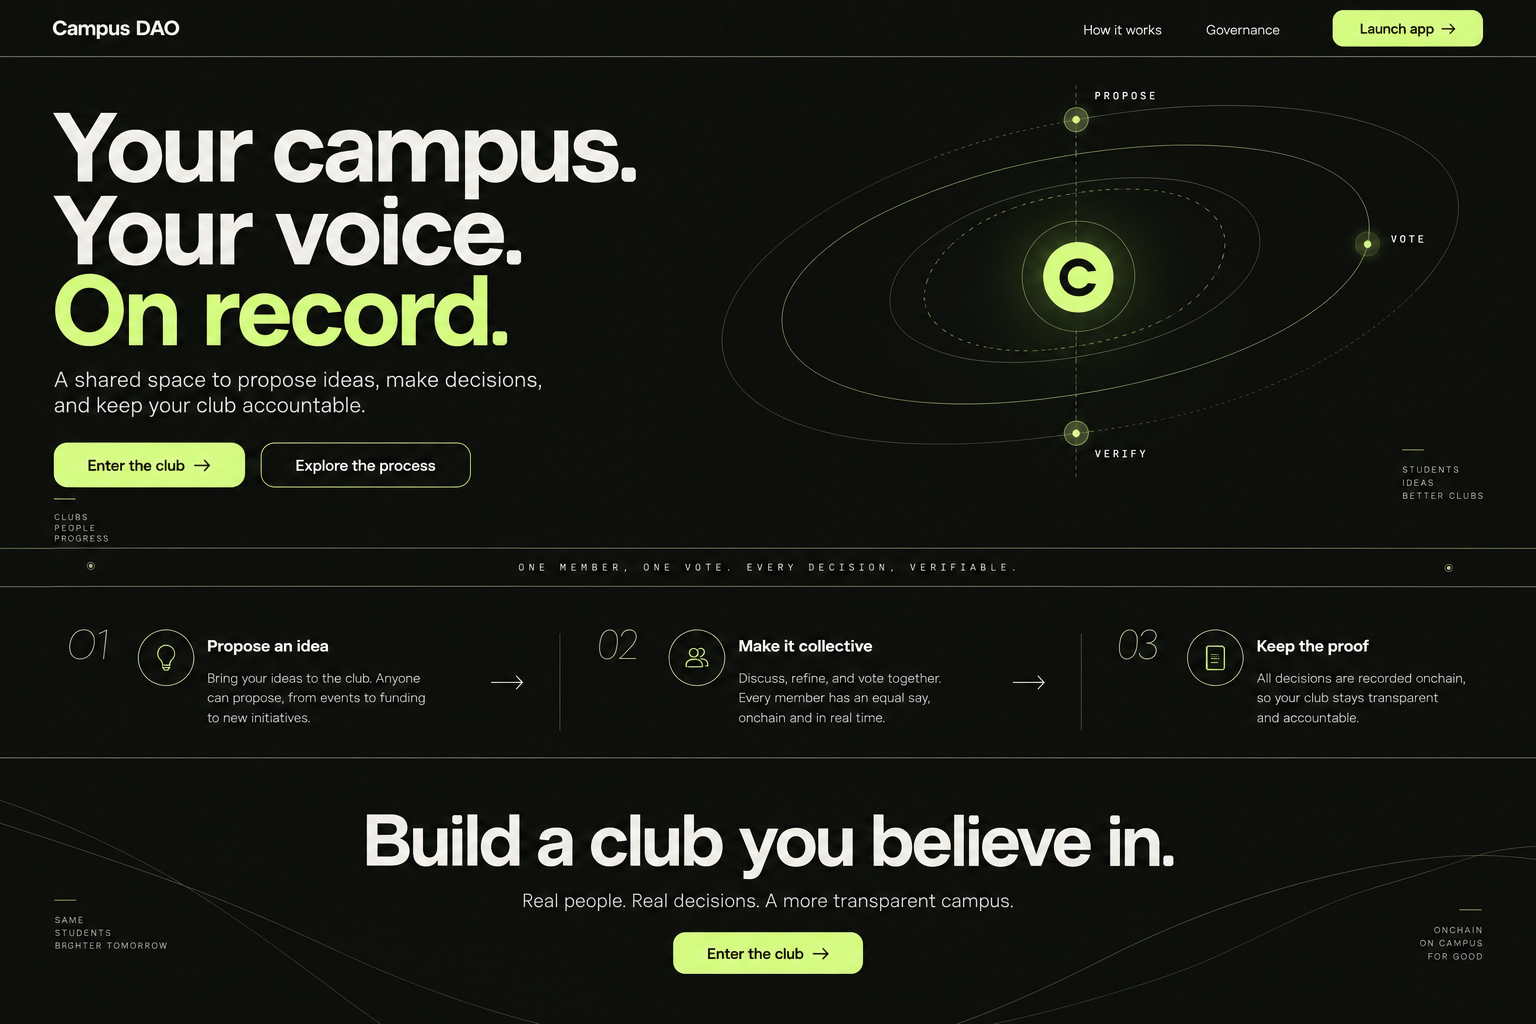 Campus DAO
How it works
Governance
Launch app →
Your campus.
Your voice.
On record.
A shared space to propose ideas, make decisions,
and keep your club accountable.
Enter the club →
Explore the process
CLUBS
PEOPLE
PROGRESS
PROPOSE
C
VOTE
VERIFY
STUDENTS
IDEAS
BETTER CLUBS
ONE MEMBER, ONE VOTE. EVERY DECISION, VERIFIABLE.
01
Propose an idea
Bring your ideas to the club. Anyone
can propose, from events to funding
to new initiatives.
02
Make it collective
Discuss, refine, and vote together.
Every member has an equal say,
onchain and in real time.
03
Keep the proof
All decisions are recorded onchain,
so your club stays transparent
and accountable.
Build a club you believe in.
Real people. Real decisions. A more transparent campus.
Enter the club →
SAME
STUDENTS
BRGHTER TOMORROW
ONCHAIN
ON CAMPUS
FOR GOOD